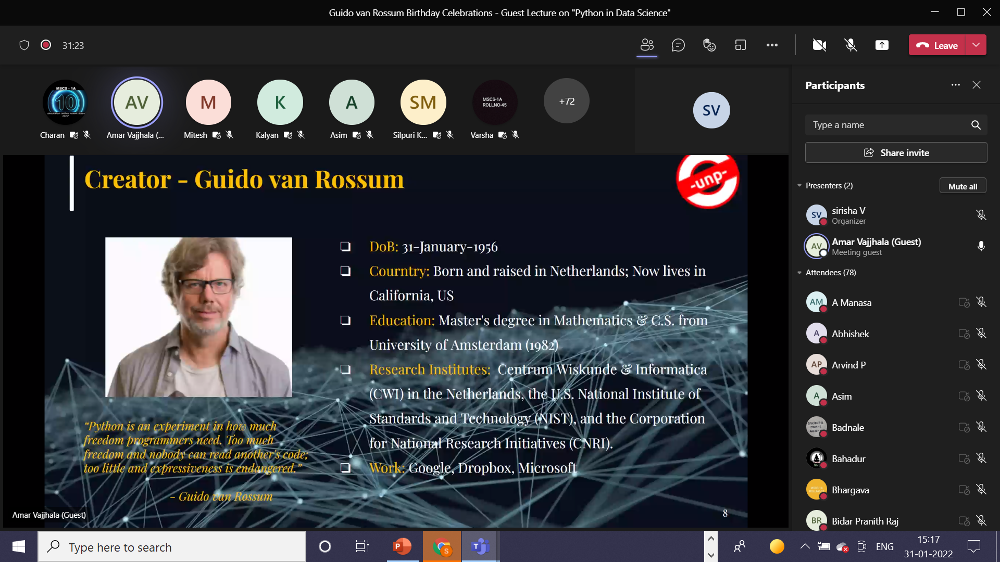 Guido van Rossum Birthday Celebrations - Guest Lecture on "Python in Data Science"
31:23
Leave
MSCS - 1A
10
AV
M
K
A
SM
MSCS-1A
ROLLNO-45
+72
SV
Charan
Amar Vajjhala (...
Mitesh
Kalyan
Asim
Silpuri K...
Varsha
Creator - Guido van Rossum
-unp-
DoB: 31-January-1956
Courntry: Born and raised in Netherlands; Now lives in
California, US
Education: Master's degree in Mathematics & C.S. from
University of Amsterdam (1982)
Research Institutes: Centrum Wiskunde & Informatica
(CWI) in the Netherlands, the U.S. National Institute of
Standards and Technology (NIST), and the Corporation
for National Research Initiatives (CNRI).
Work: Google, Dropbox, Microsoft
“Python is an experiment in how much
freedom programmers need. Too much
freedom and nobody can read another's code;
too little and expressiveness is endangered.”
- Guido van Rossum
8
Amar Vajjhala (Guest)
Participants
Type a name
Share invite
Presenters (2)
Mute all
SV
sirisha V
Organizer
AV
Amar Vajjhala (Guest)
Meeting guest
Attendees (78)
AM
A Manasa
A
Abhishek
AP
Arvind P
A
Asim
Badnale
Bahadur
Bhargava
BR
Bidar Pranith Raj
Type here to search
P
S
T
ENG
15:17
31-01-2022